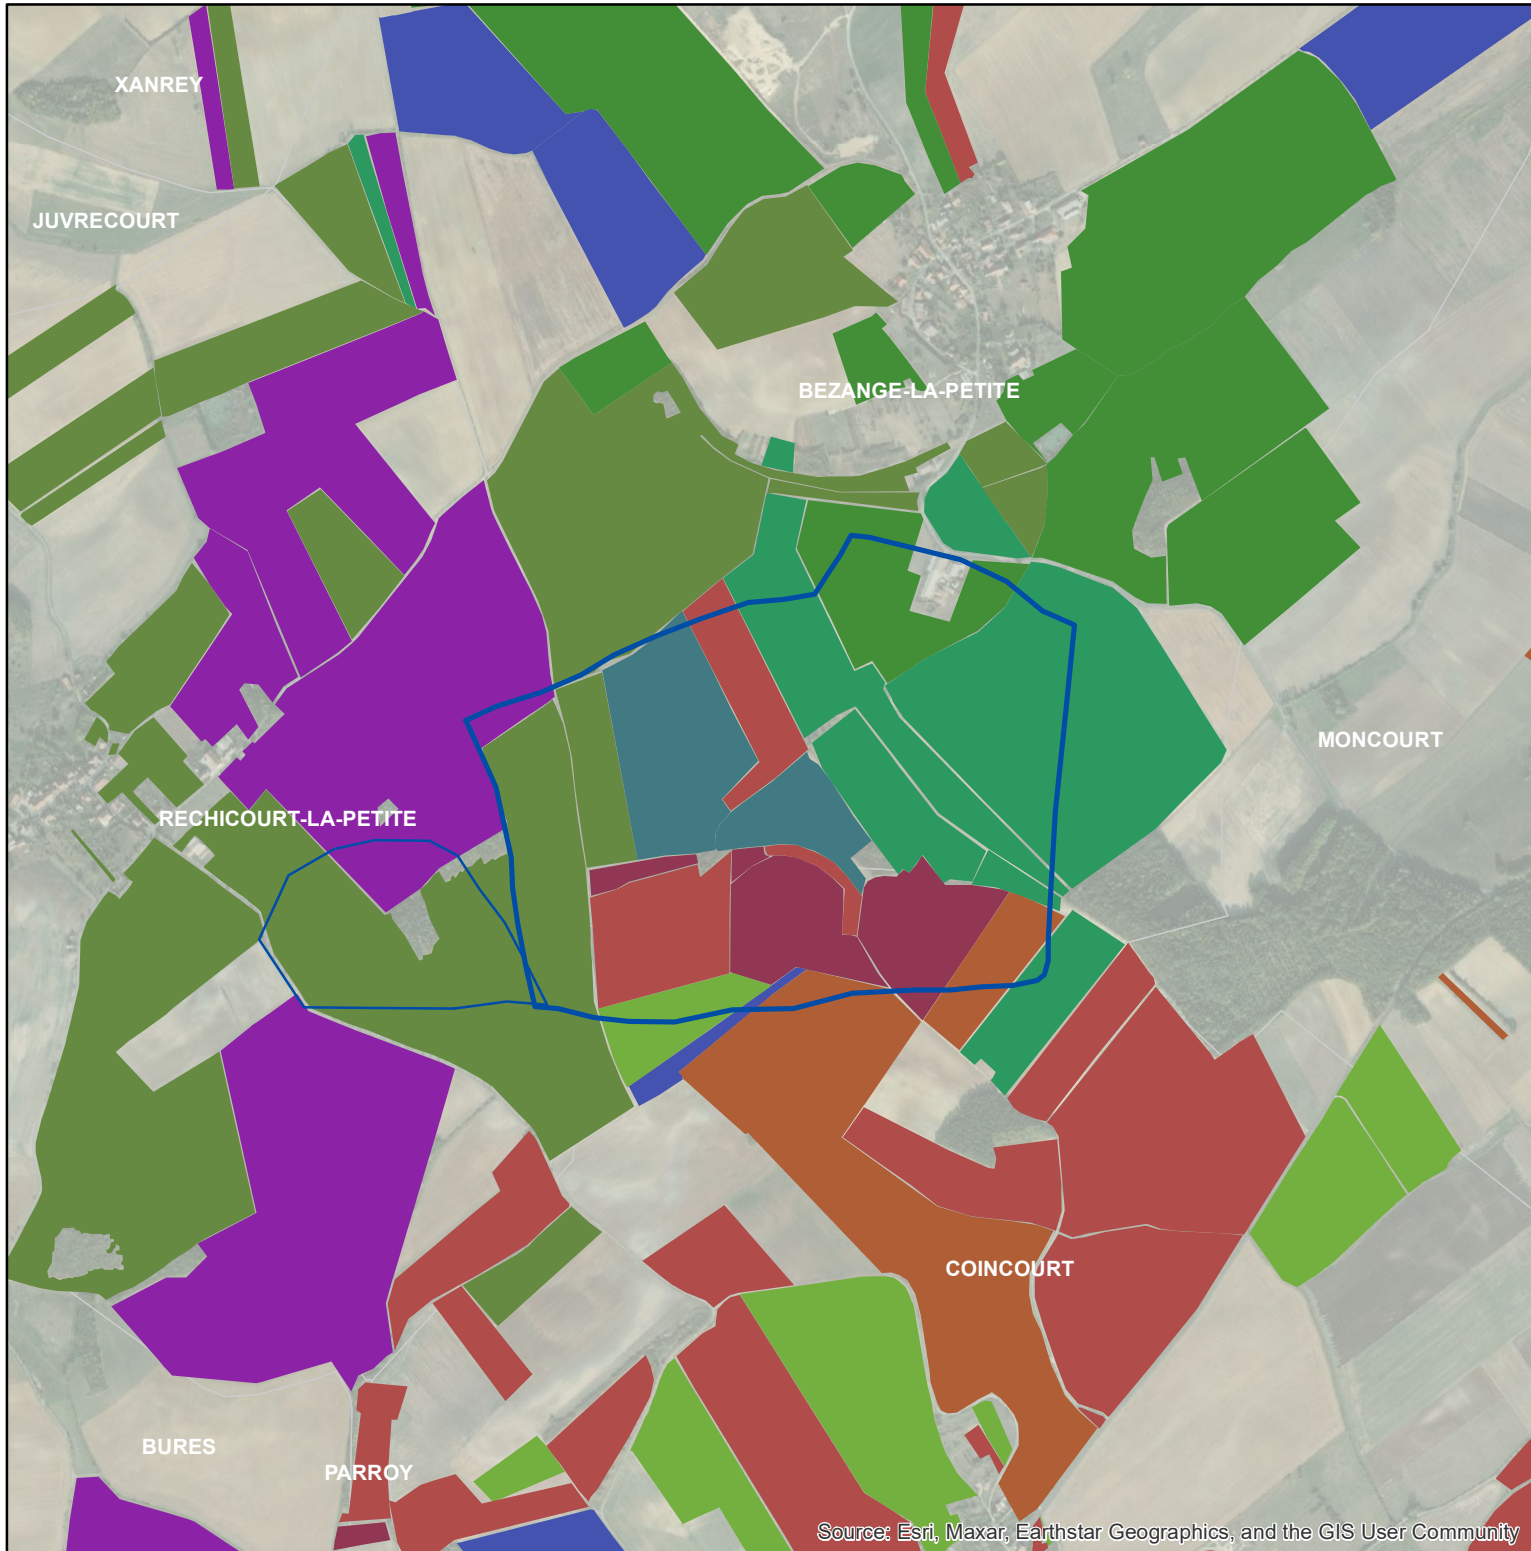 XANREY
JUVRECOURT
BEZANGE-LA-PETITE
MONCOURT
RECHICOURT-LA-PETITE
COINCOURT
BURES
PARROY
Source: Esri, Maxar, Earthstar Geographics, and the GIS User Community